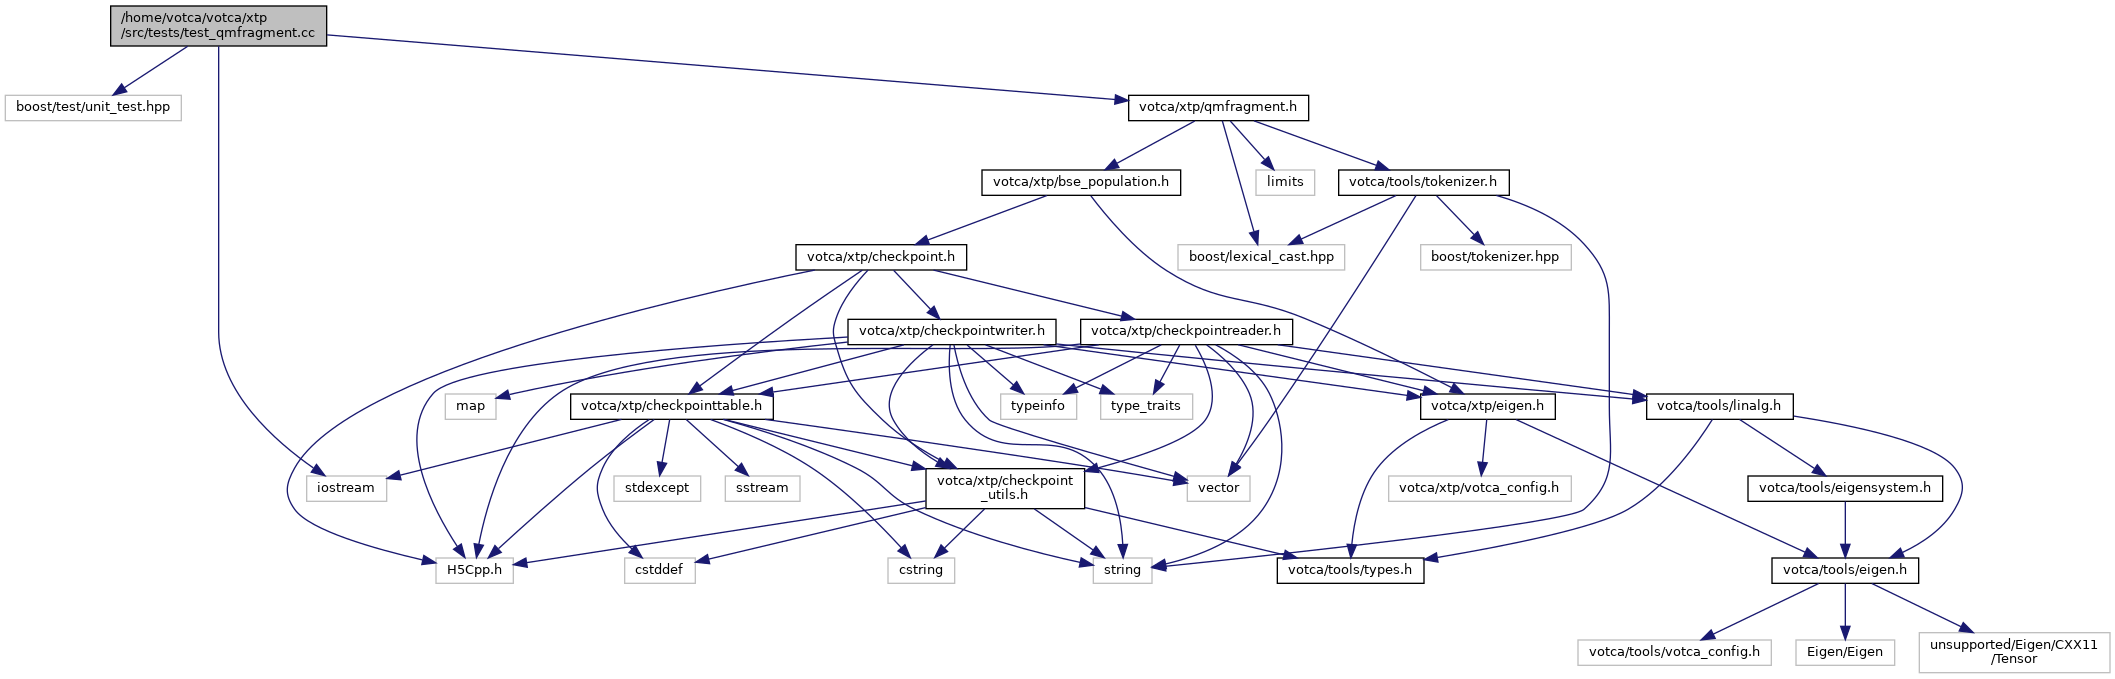 /home/votca/votca/xtp
/src/tests/test_qmfragment.cc
boost/test/unit_test.hpp
votca/xtp/qmfragment.h
votca/xtp/bse_population.h
limits
votca/tools/tokenizer.h
votca/xtp/checkpoint.h
boost/lexical_cast.hpp
boost/tokenizer.hpp
votca/xtp/checkpointwriter.h
votca/xtp/checkpointreader.h
map
votca/xtp/checkpointtable.h
typeinfo
type_traits
votca/xtp/eigen.h
votca/tools/linalg.h
iostream
stdexcept
sstream
votca/xtp/checkpoint
_utils.h
vector
votca/xtp/votca_config.h
votca/tools/eigensystem.h
H5Cpp.h
cstddef
cstring
string
votca/tools/types.h
votca/tools/eigen.h
votca/tools/votca_config.h
Eigen/Eigen
unsupported/Eigen/CXX11
/Tensor